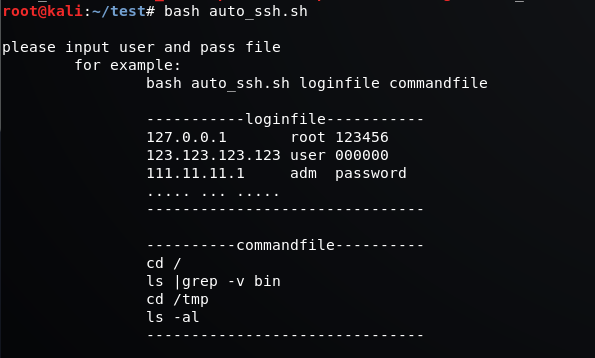 root@kali:~/test# bash auto_ssh.sh
please input user and pass file
for example:
bash auto_ssh.sh loginfile commandfile
-----------loginfile-----------
127.0.0.1       root 123456
123.123.123.123 user 000000
111.11.11.1     adm  password
..... ... .....
-------------------------------
----------commandfile----------
cd /
ls |grep -v bin
cd /tmp
ls -al
-------------------------------